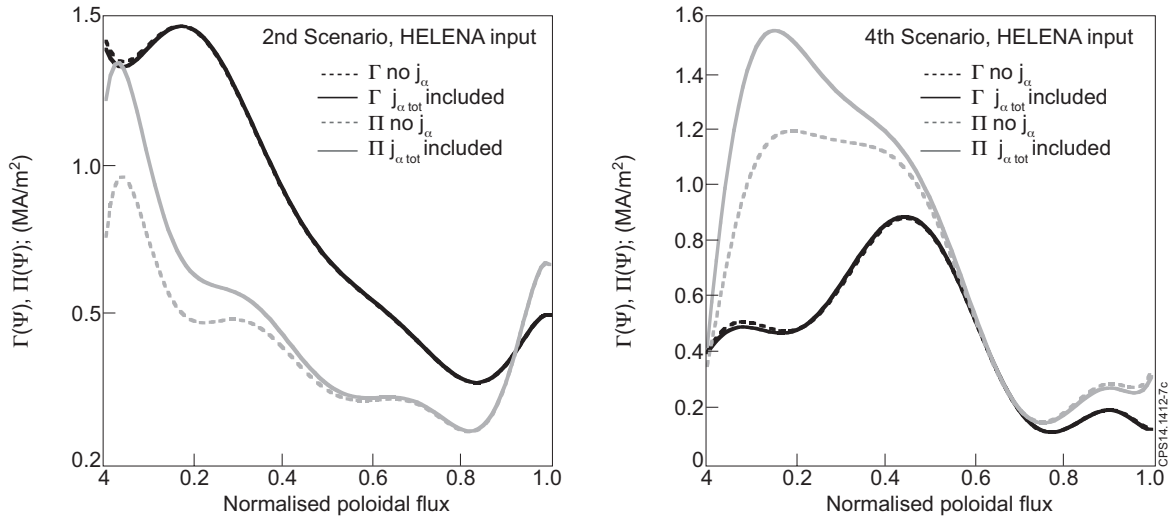 1.5
1.0
0.5
0.2
Γ(Ψ), Π(Ψ); (MA/m²)
2nd Scenario, HELENA input
Γ no jα
Γ jα tot included
Π no jα
Π jα tot included
4 0.2 0.4 0.6 0.8 1.0
Normalised poloidal flux
1.6
1.4
1.2
1.0
0.8
0.6
0.4
0.2
0
Γ(Ψ), Π(Ψ); (MA/m²)
4th Scenario, HELENA input
Γ no jα
Γ jα tot included
Π no jα
Π jα tot included
4 0.2 0.4 0.6 0.8 1.0
Normalised poloidal flux
CPS14.1412-7c